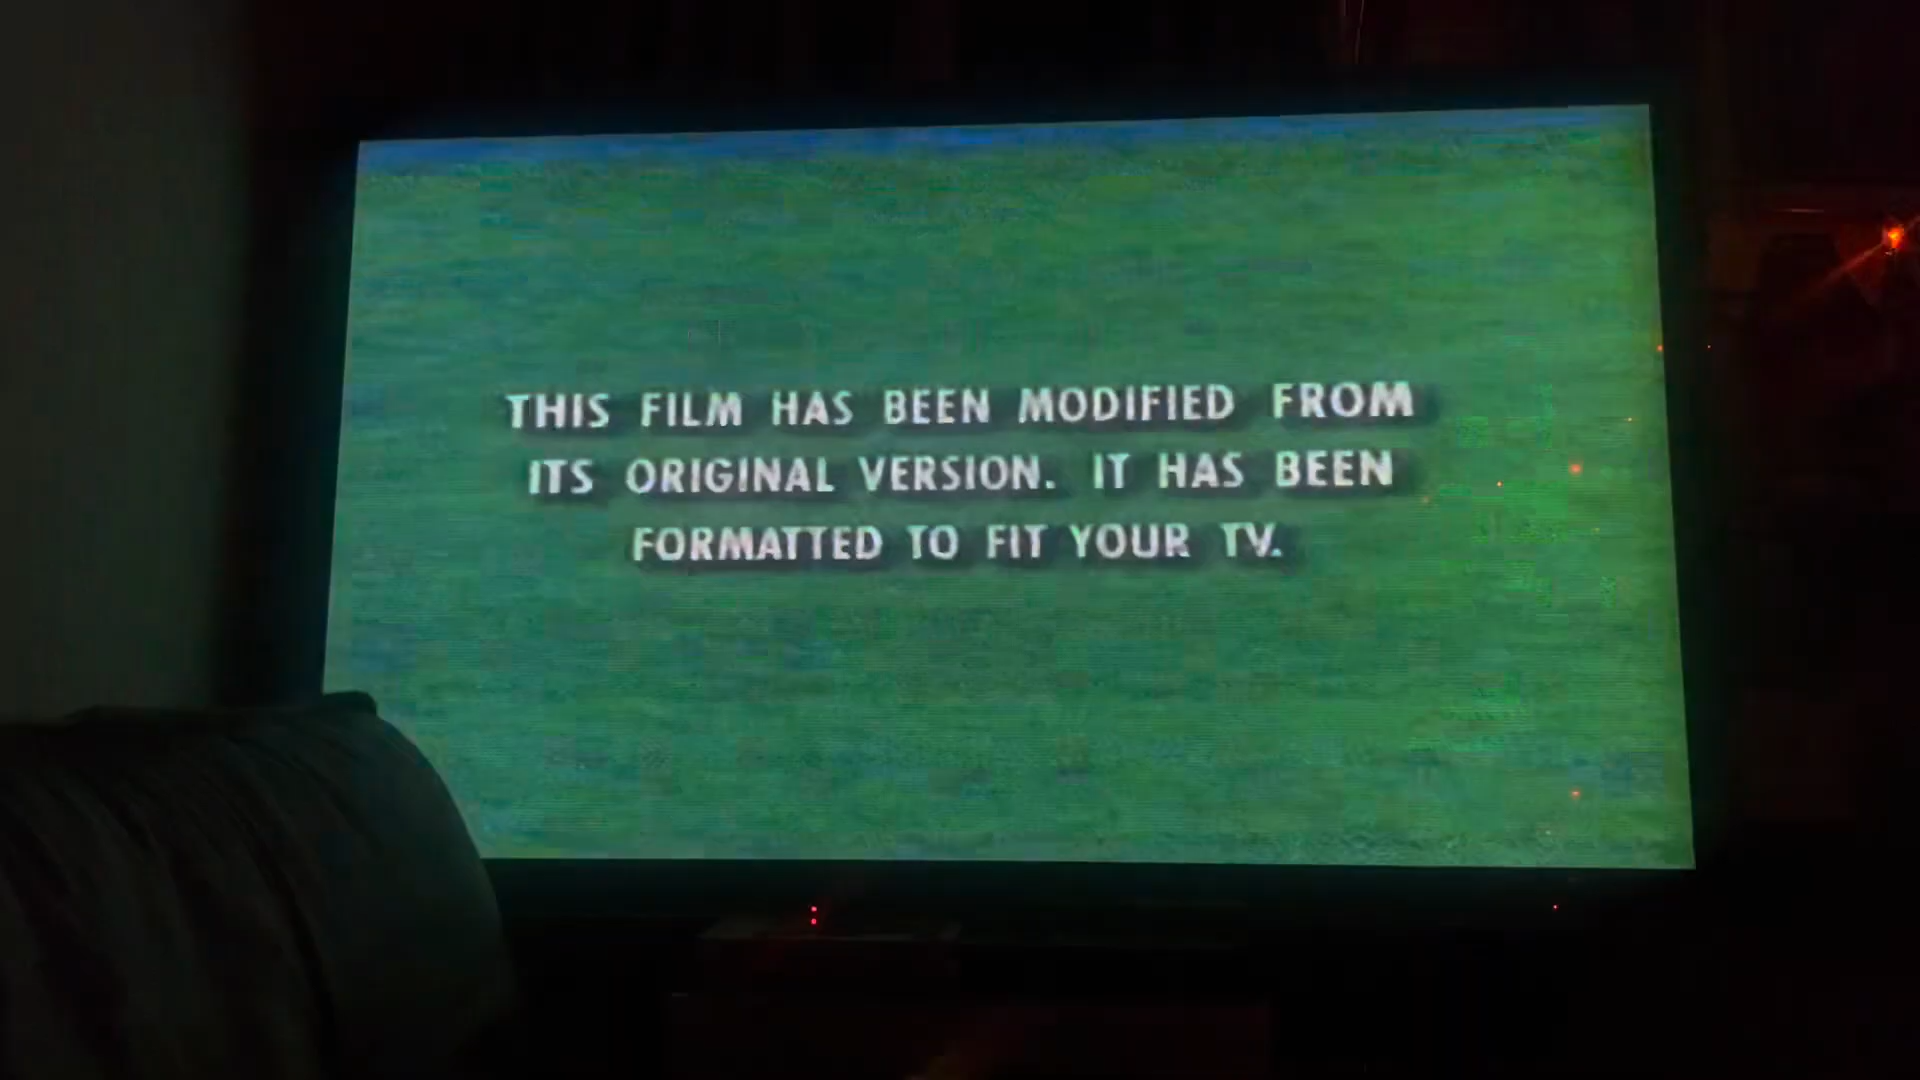 THIS FILM HAS BEEN MODIFIED FROM
ITS ORIGINAL VERSION. IT HAS BEEN
FORMATTED TO FIT YOUR TV.